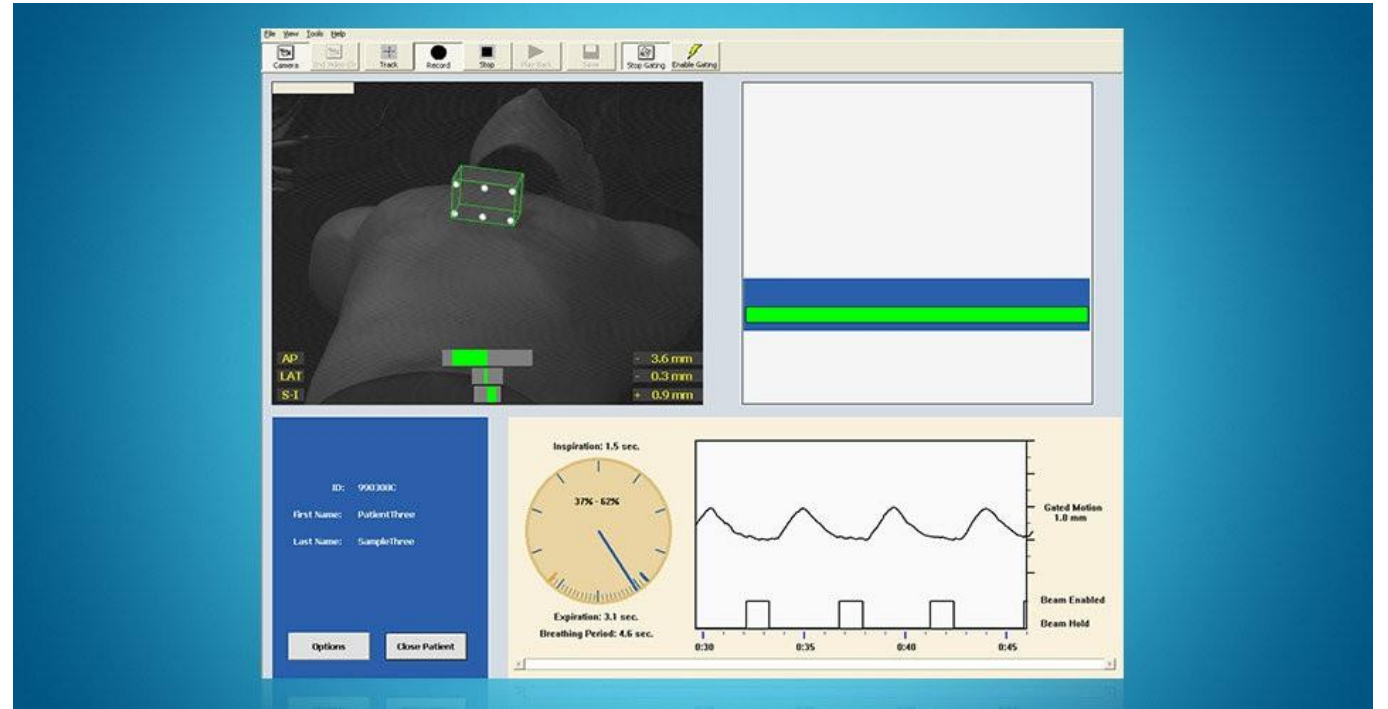 File View Tools Help
Camera Track Record Stop Play Back Save Stop Gating Enable Gating
AP - 3.6 mm
LAT - 0.3 mm
S-I + 0.9 mm
ID: 990308C
First Name: PatientThree
Last Name: SampleThree
Options Close Patient
Inspiration: 1.5 sec.
37% - 62%
Expiration: 3.1 sec.
Breathing Period: 4.6 sec.
Gated Motion
1.0 mm
Beam Enabled
Beam Hold
0:30 0:35 0:40 0:45